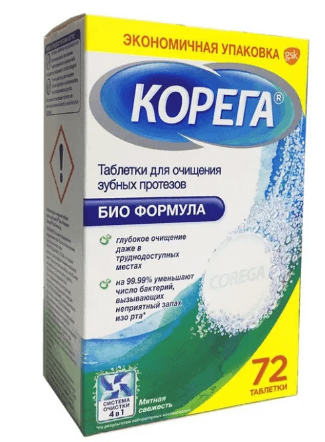 ЭКОНОМИЧНАЯ УПАКОВКА
gsk
КОРЕГА®
Таблетки для очищения
зубных протезов
БИО ФОРМУЛА
глубокое очищение
даже в
труднодоступных
местах
на 99.99% уменьшают
число бактерий,
вызывающих
неприятный запах
изо рта*
COREGA
СИСТЕМА
ОЧИСТКИ
4 в 1
Мятная
свежесть
72
ТАБЛЕТКИ